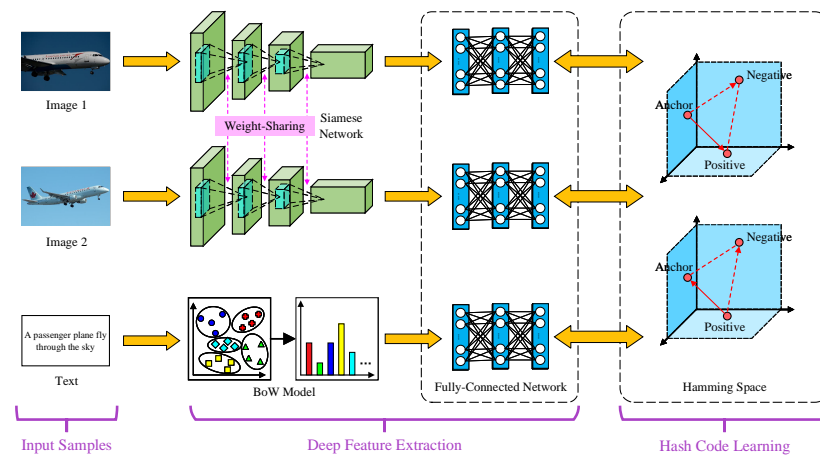 Image 1
Weight-Sharing
Siamese
Network
Image 2
A passenger plane fly
through the sky
Text
BoW Model
...
Fully-Connected Network
Negative
Anchor
Positive
Negative
Anchor
Positive
Hamming Space
Input Samples
Deep Feature Extraction
Hash Code Learning